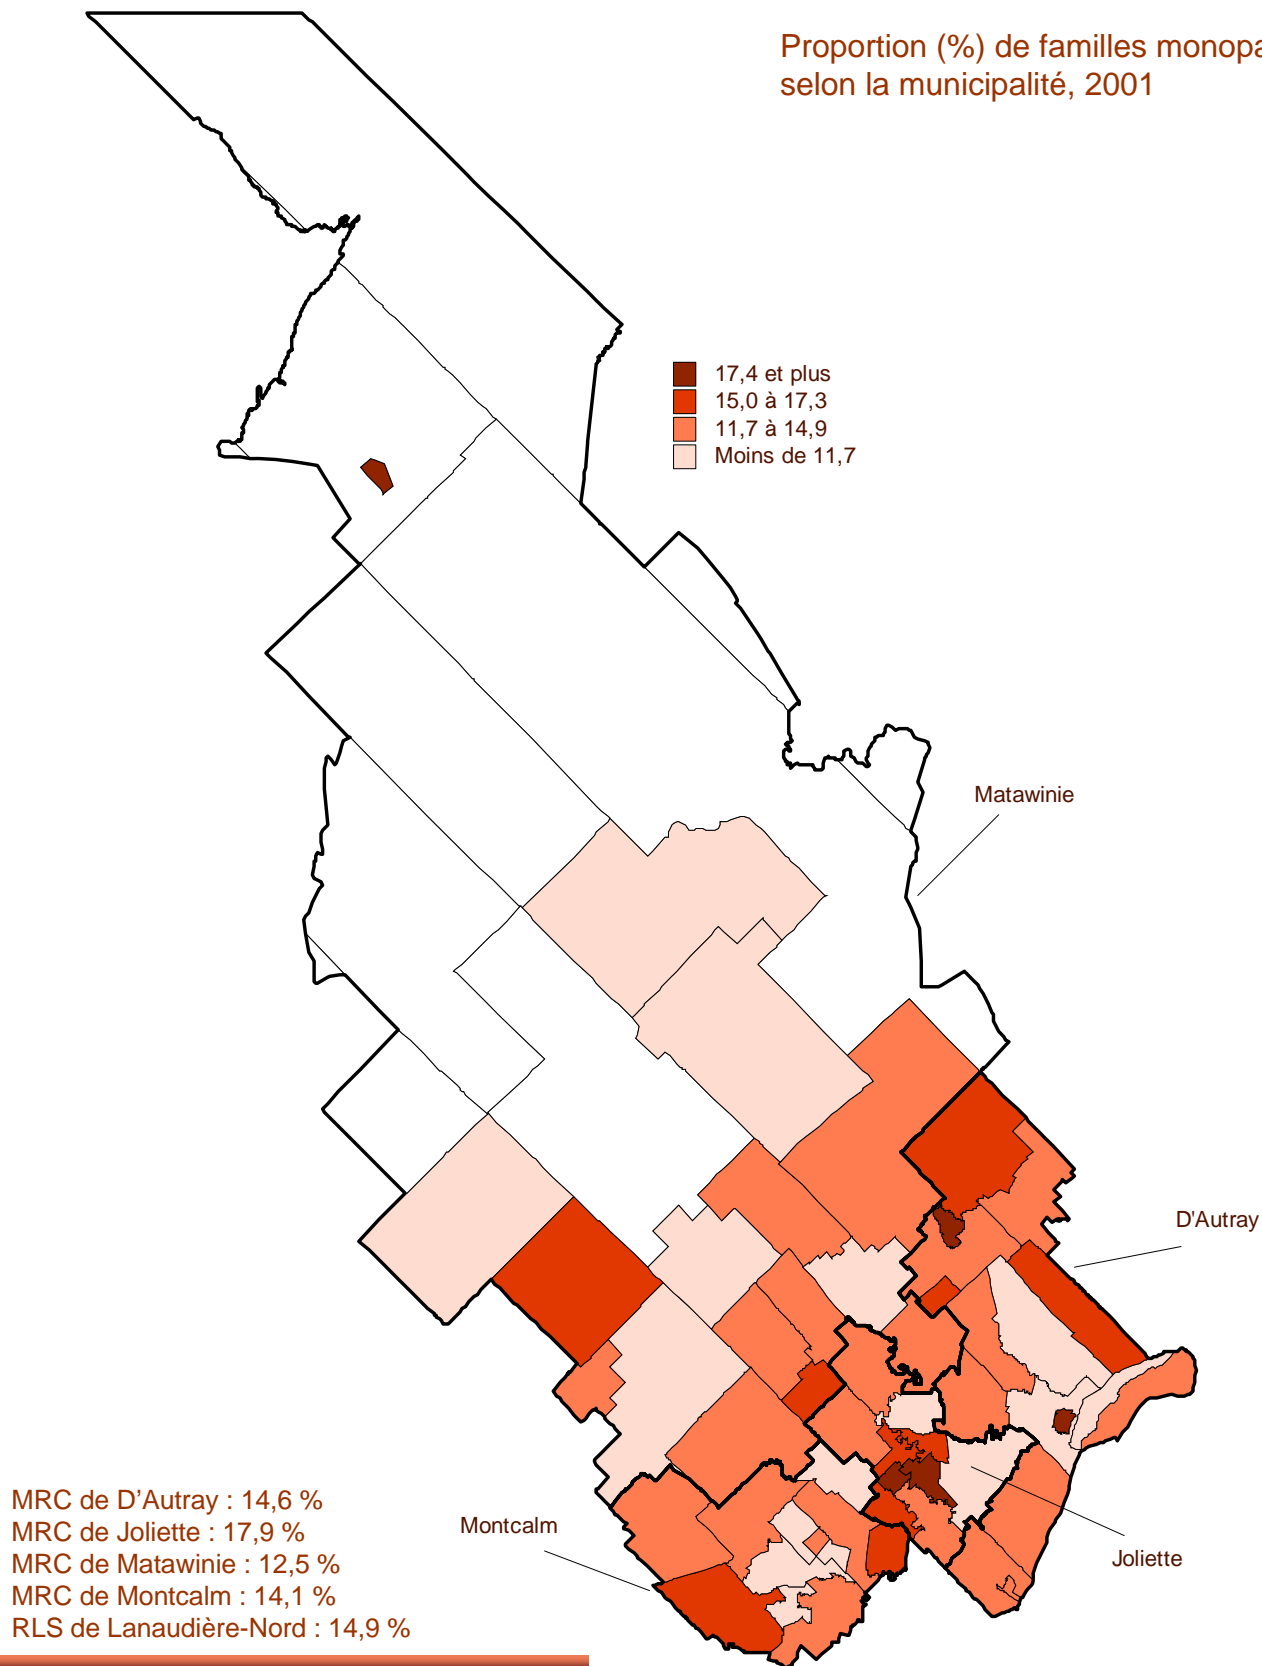 Proportion (%) de familles
selon la municipalité, 2001
17,4 et plus
15,0 à 17,3
11,7 à 14,9
Moins de 11,7
Matawinie
D'Autray
Montcalm
Joliette
MRC de D'Autray : 14,6 %
MRC de Joliette : 17,9 %
MRC de Matawinie : 12,5 %
MRC de Montcalm : 14,1 %
RLS de Lanaudière-Nord : 14,9 %